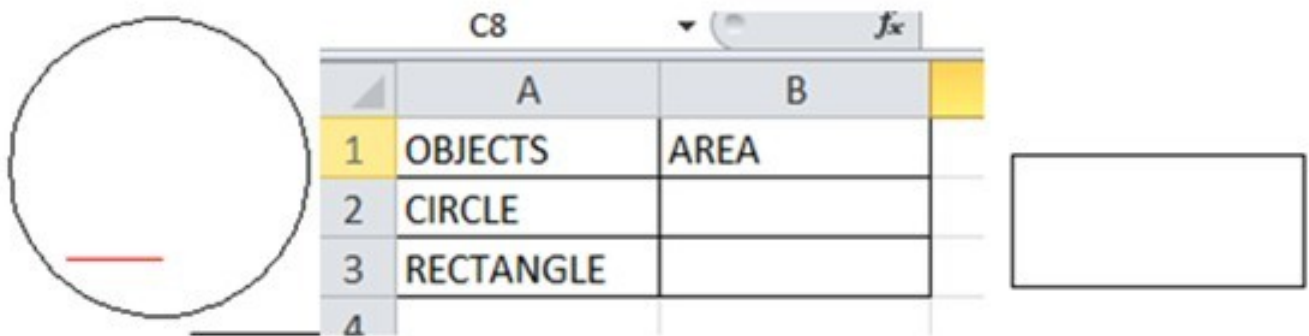 C8 fx
A B
1 OBJECTS AREA
2 CIRCLE
3 RECTANGLE
4